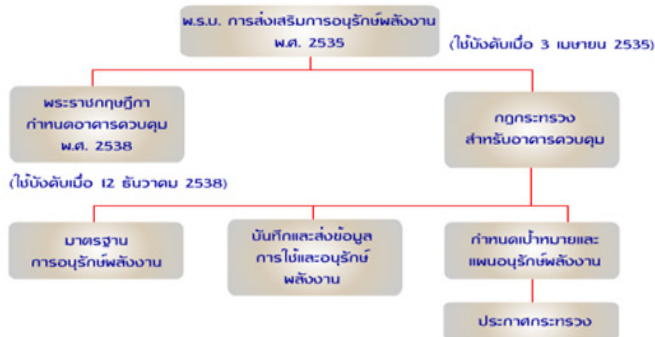 พ.ร.บ. การส่งเสริมการอนุรักษ์พลังงาน
พ.ศ. 2535
(ใช้บังคับเมื่อ 3 เมษายน 2535)
พระราชกฤษฎีกา
กำหนดอาคารควบคุม
พ.ศ. 2538
กฎกระทรวง
สำหรับอาคารควบคุม
(ใช้บังคับเมื่อ 12 ธันวาคม 2538)
มาตรฐาน
การอนุรักษ์พลังงาน
บันทึกและส่งข้อมูล
การใช้และอนุรักษ์
พลังงาน
กำหนดเป้าหมายและ
แผนอนุรักษ์พลังงาน
ประกาศกระทรวง